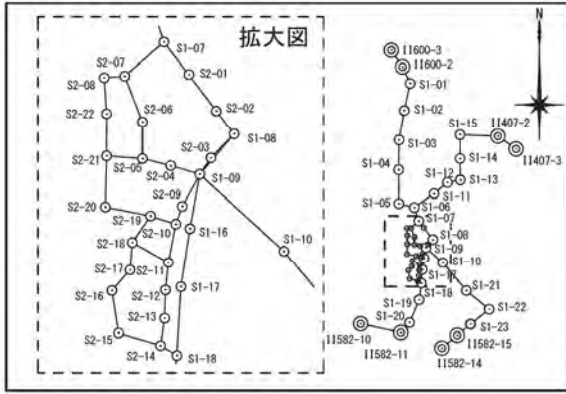 拡大図
S1-07
S2-07
S2-01
S2-08
S2-22
S2-06
S2-02
S1-08
S2-21
S2-05
S2-03
S2-04
S1-09
S2-20
S2-09
S2-19
S2-10
S1-16
S2-18
S1-10
S2-17
S2-11
S2-16
S2-12
S1-17
S2-13
S2-15
S2-14
S1-18
N
II600-3
II600-2
S1-01
S1-02
S1-15
II407-2
S1-03
II407-3
S1-14
S1-04
S1-12
S1-13
S1-11
S1-05
S1-06
S1-07
S1-08
S1-09
S1-10
S1-17
S1-18
S1-21
S1-19
S1-22
S1-20
S1-23
II582-10
II582-11
II582-15
II582-14